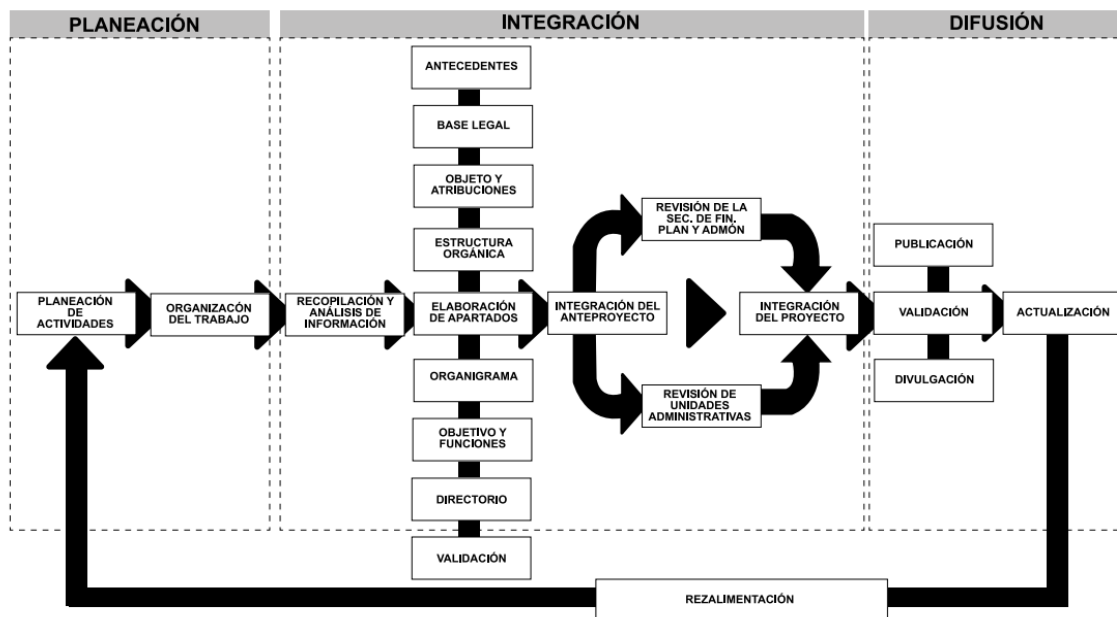 PLANEACIÓN
INTEGRACIÓN
DIFUSIÓN
ANTECEDENTES
BASE LEGAL
OBJETO Y
ATRIBUCIONES
ESTRUCTURA
ORGÁNICA
PLANEACIÓN
DE
ACTIVIDADES
ORGANIZACÓN
DEL TRABAJO
RECOPILACIÓN Y
ANÁLISIS DE
INFORMACIÓN
ELABORACIÓN
DE APARTADOS
ORGANIGRAMA
OBJETIVO Y
FUNCIONES
DIRECTORIO
VALIDACIÓN
INTEGRACIÓN DEL
ANTEPROYECTO
REVISIÓN DE LA
SEC. DE FIN.
PLAN Y ADMÓN
REVISIÓN DE
UNIDADES
ADMINISTRATIVAS
INTEGRACIÓN
DEL PROYECTO
PUBLICACIÓN
VALIDACIÓN
DIVULGACIÓN
ACTUALIZACIÓN
REZALIMENTACIÓN